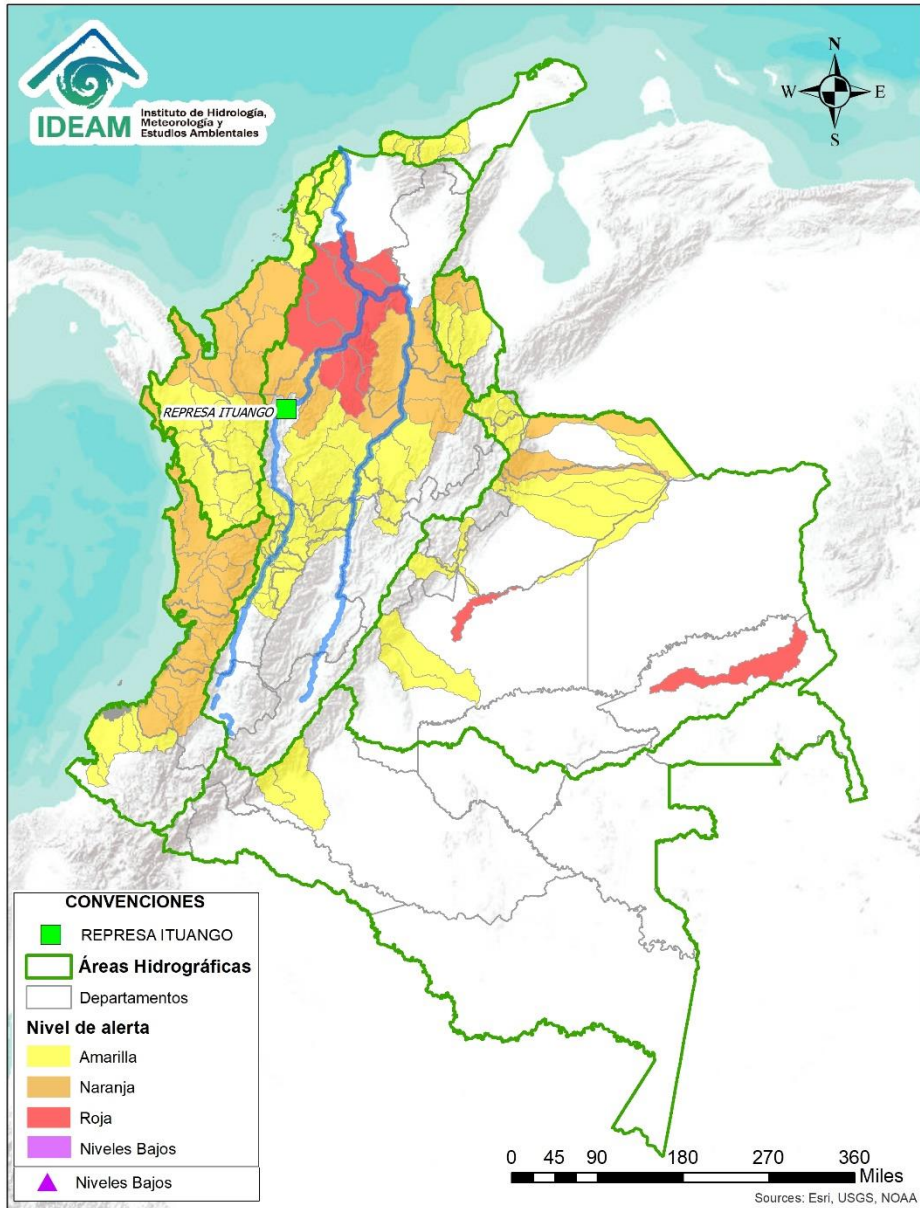 IDEAM
Instituto de Hidrología,
Meteorología y
Estudios Ambientales
N
W
E
S
REPRESA ITUANGO
CONVENCIONES
REPRESA ITUANGO
Áreas Hidrográficas
Departamentos
Nivel de alerta
Amarilla
Naranja
Roja
Niveles Bajos
Niveles Bajos
0 45 90 180 270 360
Miles
Sources: Esri, USGS, NOAA